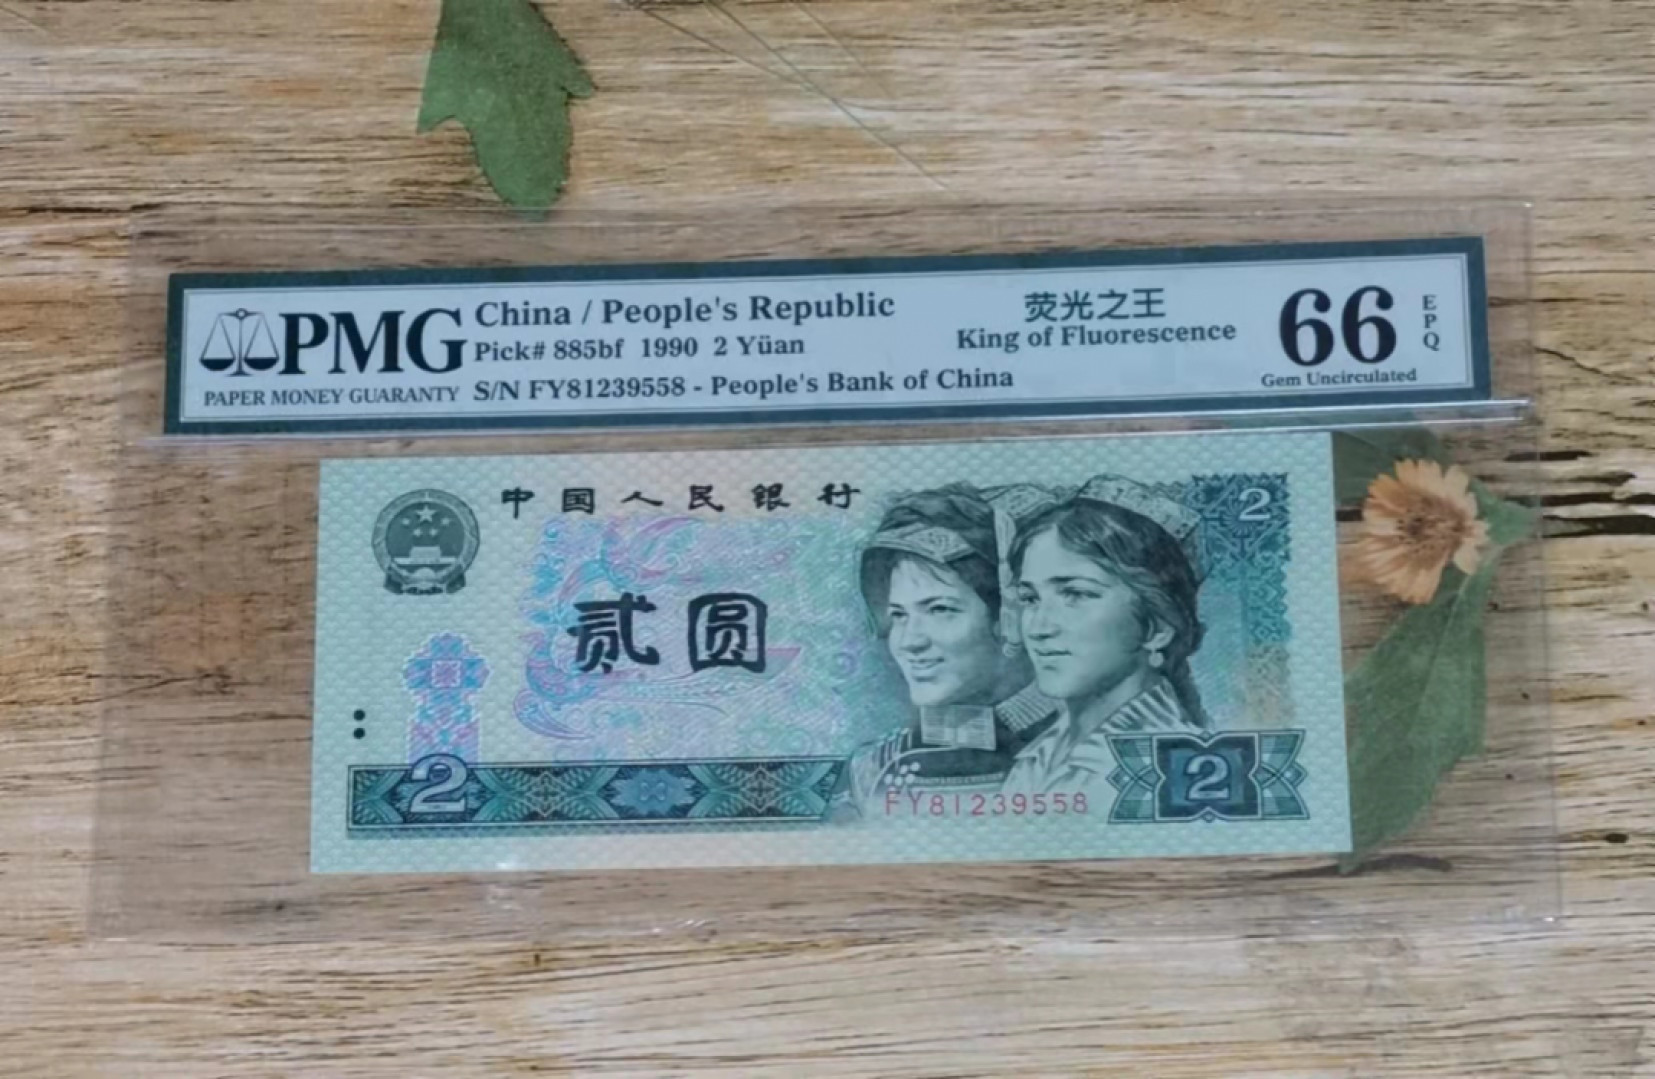 PMG
PAPER MONEY GUARANTY
China / People's Republic
Pick# 885bf 1990 2 Yüan
S/N FY81239558 - People's Bank of China
荧光之王
King of Fluorescence
66
EPQ
Gem Uncirculated
中国人民银行
2
贰圆
2
2
FY81239558